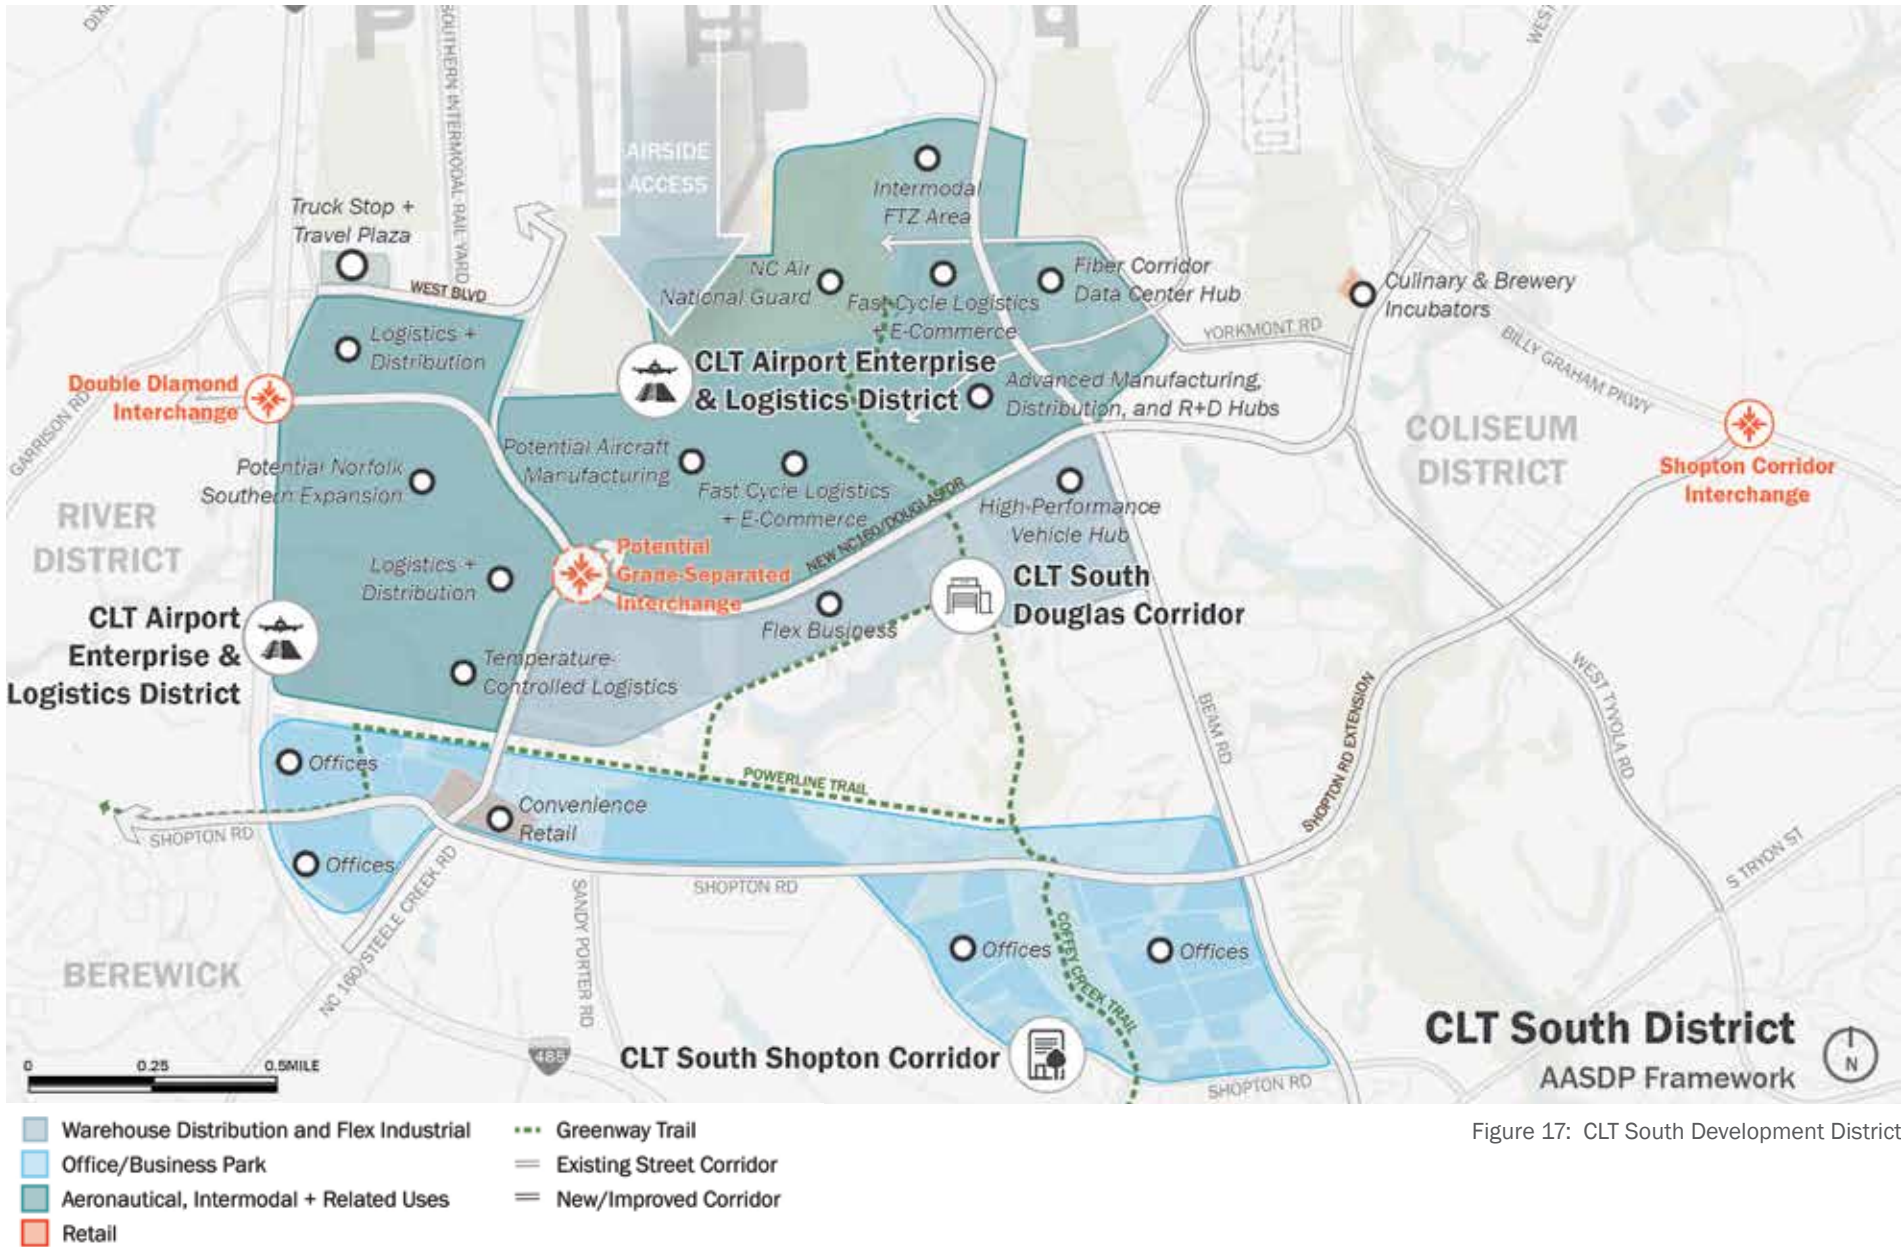 SOUTHERN INTERMODAL RAIL YARD
AIRSIDE
ACCESS
Truck Stop +
Travel Plaza
WEST BLVD
Intermodal
FTZ Area
NC Air
National Guard
Fast-Cycle Logistics
+ E-Commerce
Fiber Corridor
Data Center Hub
Culinary & Brewery
Incubators
YORKMONT RD
BILLY GRAHAM PKWY
Logistics +
Distribution
Double Diamond
Interchange
GARRISON RD
CLT Airport Enterprise
& Logistics District
Advanced Manufacturing,
Distribution, and R+D Hubs
COLISEUM
DISTRICT
Shopton Corridor
Interchange
Potential Norfolk
Southern Expansion
Potential Aircraft
Manufacturing
Fast Cycle Logistics
+ E-Commerce
NEW NC160/DOUGLAS DR
High-Performance
Vehicle Hub
RIVER
DISTRICT
Logistics +
Distribution
Potential
Grade-Separated
Interchange
Flex Business
CLT South
Douglas Corridor
CLT Airport
Enterprise &
Logistics District
Temperature-
Controlled Logistics
BEAM RD
SHOPTON RD EXTENSION
WEST TYVOLA RD
S TRYON ST
Offices
POWERLINE TRAIL
Convenience
Retail
SHOPTON RD
Offices
SHOPTON RD
NC 160/STEELE CREEK RD
SANDY PORTER RD
BEREWICK
Offices
COFFEY CREEK TRAIL
Offices
485
CLT South Shopton Corridor
SHOPTON RD
CLT South District
AASDP Framework
N
0 0.25 0.5MILE
Warehouse Distribution and Flex Industrial
Office/Business Park
Aeronautical, Intermodal + Related Uses
Retail
Greenway Trail
Existing Street Corridor
New/Improved Corridor
Figure 17: CLT South Development District